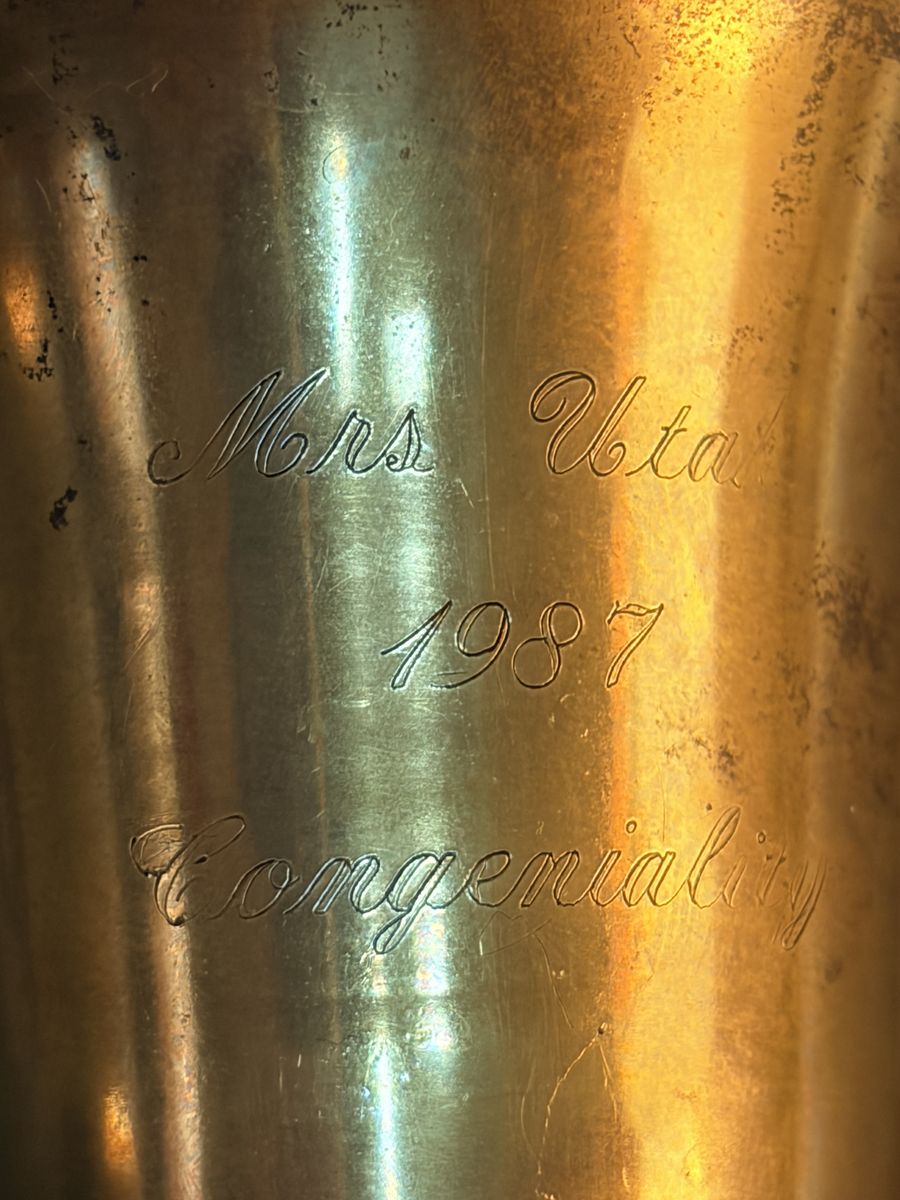 Mrs Utah
1987
Congeniality